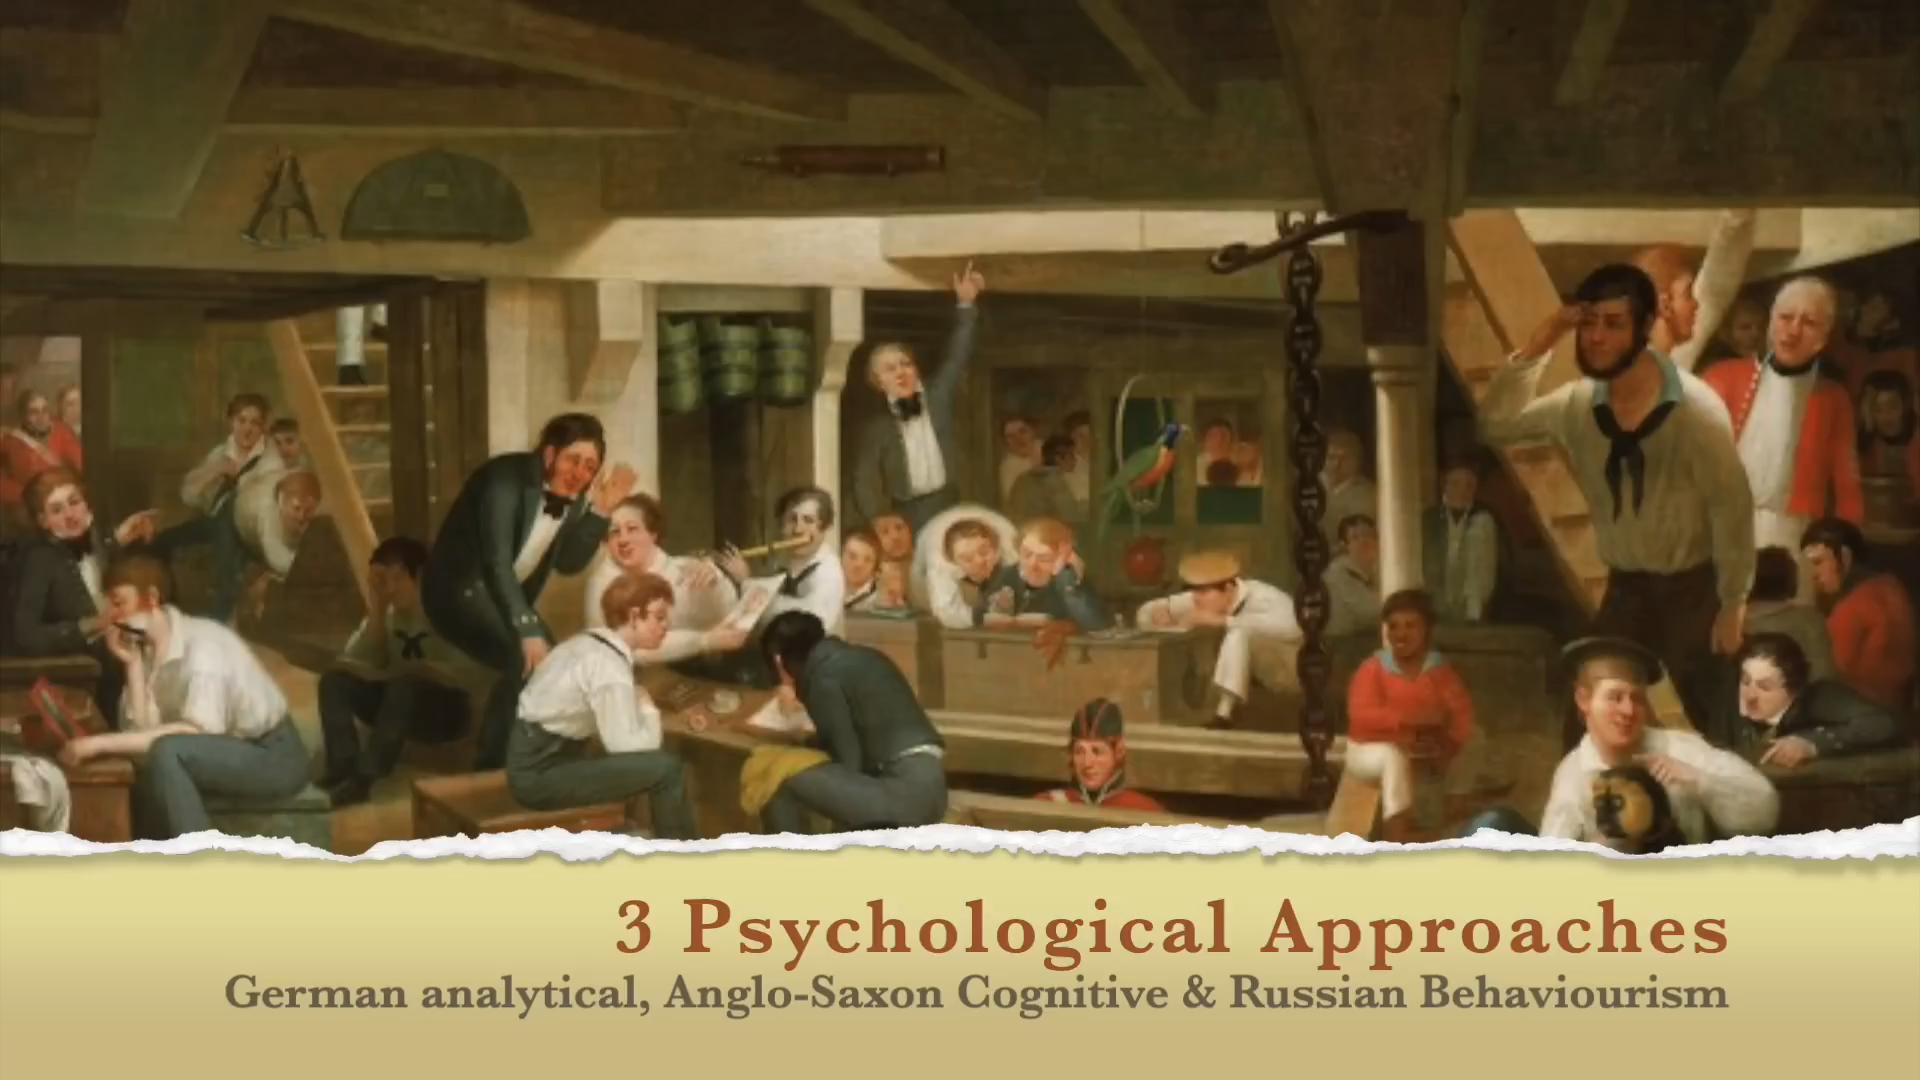 3 Psychological Approaches
German analytical, Anglo-Saxon Cognitive & Russian Behaviourism